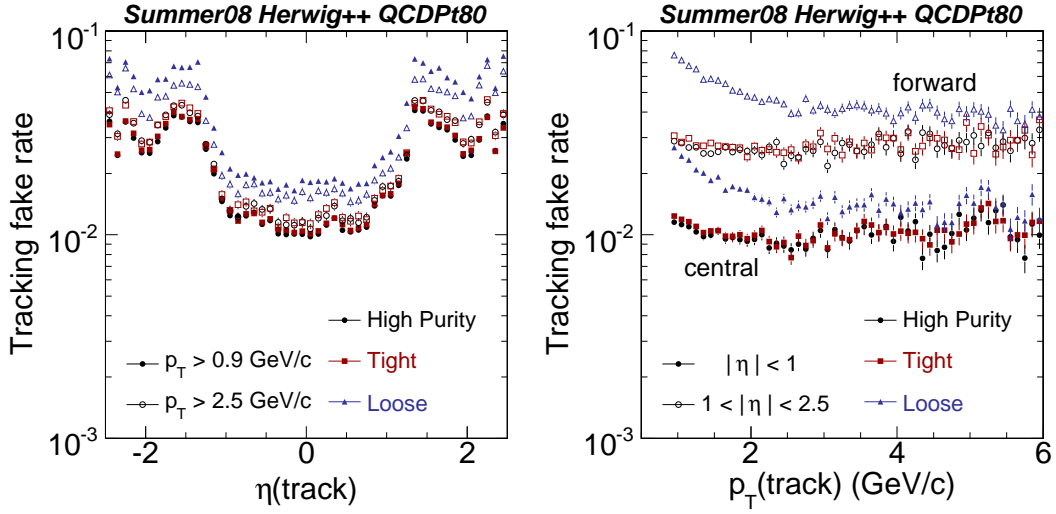 Summer08 Herwig++ QCDPt80
Tracking fake rate
10⁻¹
10⁻²
10⁻³
High Purity
p_T > 0.9 GeV/c
Tight
p_T > 2.5 GeV/c
Loose
-2 0 2
η(track)
Summer08 Herwig++ QCDPt80
Tracking fake rate
10⁻¹
10⁻²
10⁻³
forward
central
High Purity
| η | < 1
Tight
1 < | η | < 2.5
Loose
2 4 6
p_T(track) (GeV/c)